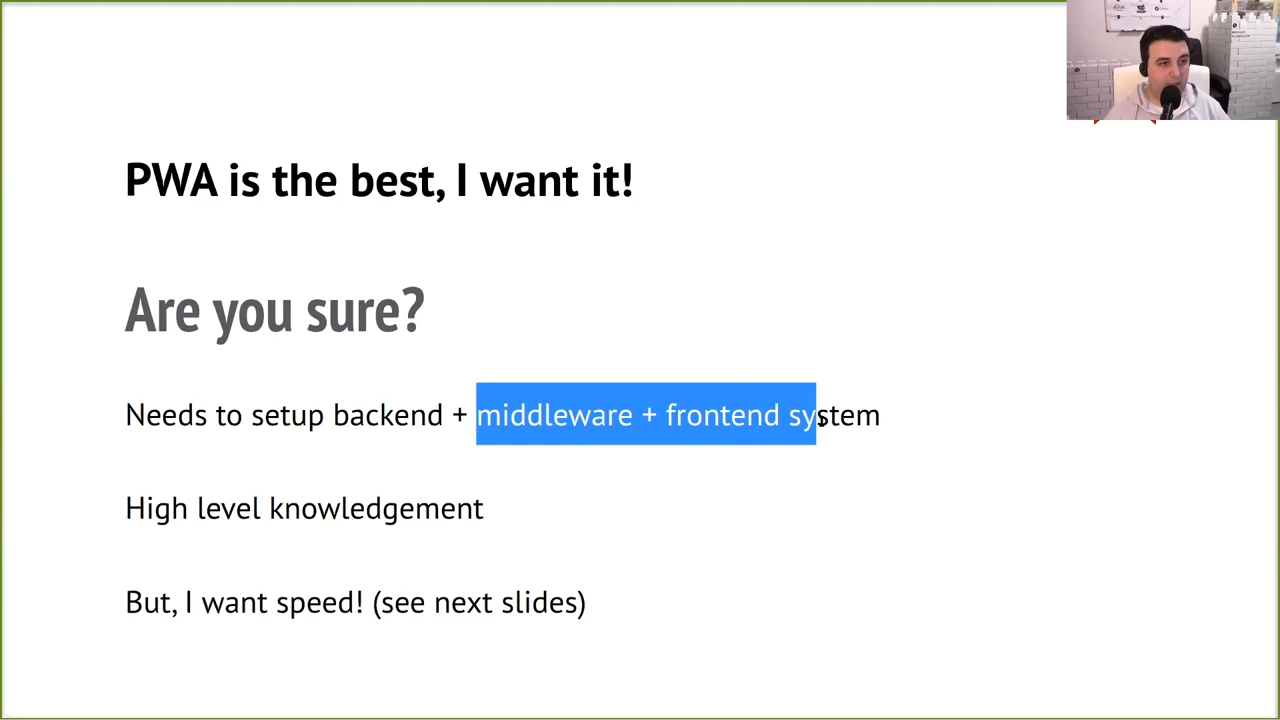 PWA is the best, I want it!
Are you sure?
Needs to setup backend + middleware + frontend system
High level knowledgement
But, I want speed! (see next slides)